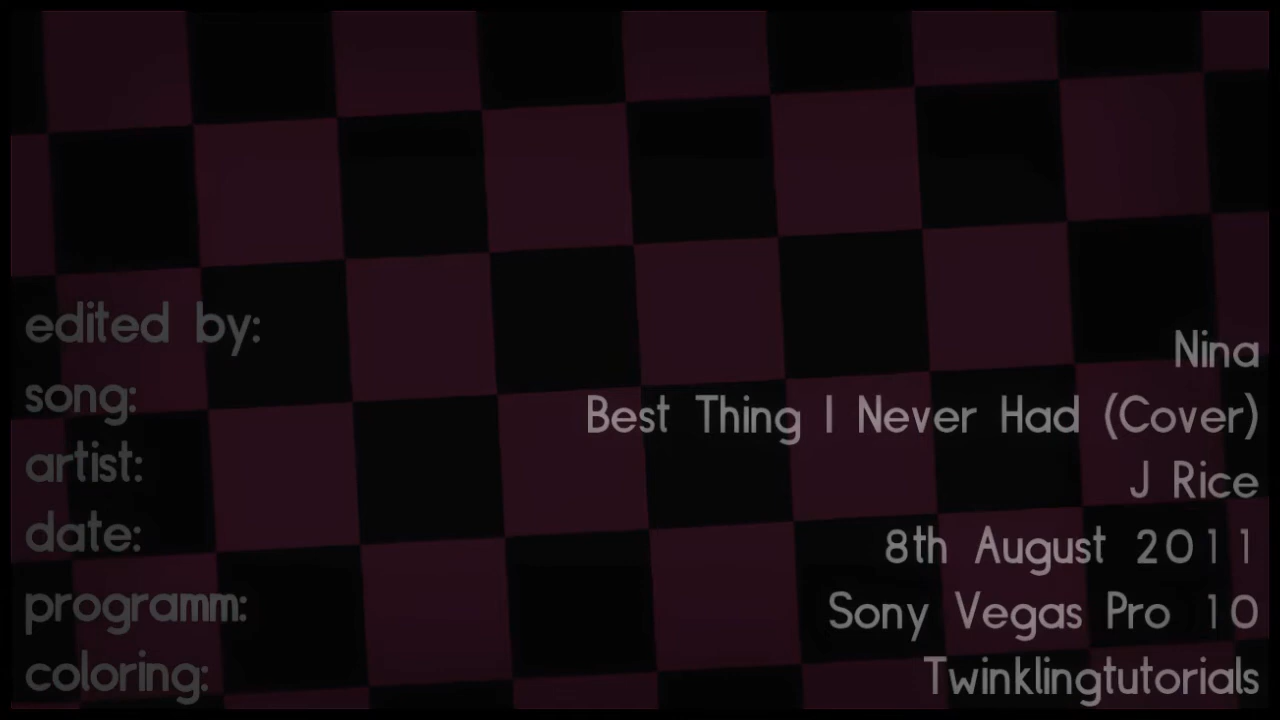 edited by:
Nina
song:
Best Thing I Never Had (Cover)
artist:
J Rice
date:
8th August 2011
programm:
Sony Vegas Pro 10
coloring:
Twinklingtutorials